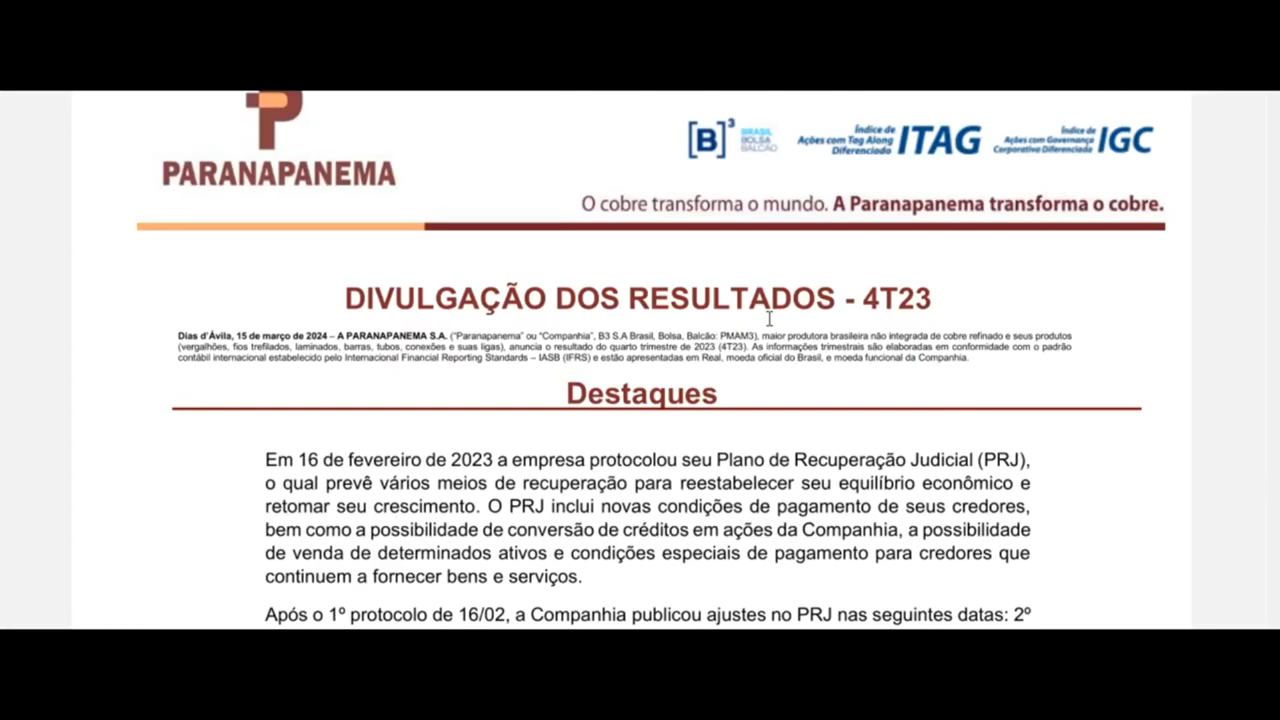 PARANAPANEMA
[B]³ BRASIL
BOLSA
BALCÃO
Índice de
Ações com Tag Along
Diferenciado ITAG
Índice de
Ações com Governança
Corporativa Diferenciada IGC
O cobre transforma o mundo. A Paranapanema transforma o cobre.
DIVULGAÇÃO DOS RESULTADOS - 4T23
Dias d'Ávila, 15 de março de 2024 – A PARANAPANEMA S.A. ("Paranapanema" ou "Companhia", B3 S.A Brasil, Bolsa, Balcão: PMAM3), maior produtora brasileira não integrada de cobre refinado e seus produtos
(vergalhões, fios trefilados, laminados, barras, tubos, conexões e suas ligas), anuncia o resultado do quarto trimestre de 2023 (4T23). As informações trimestrais são elaboradas em conformidade com o padrão
contábil internacional estabelecido pelo Internacional Financial Reporting Standards – IASB (IFRS) e estão apresentadas em Real, moeda oficial do Brasil, e moeda funcional da Companhia.
Destaques
Em 16 de fevereiro de 2023 a empresa protocolou seu Plano de Recuperação Judicial (PRJ),
o qual prevê vários meios de recuperação para reestabelecer seu equilíbrio econômico e
retomar seu crescimento. O PRJ inclui novas condições de pagamento de seus credores,
bem como a possibilidade de conversão de créditos em ações da Companhia, a possibilidade
de venda de determinados ativos e condições especiais de pagamento para credores que
continuem a fornecer bens e serviços.
Após o 1º protocolo de 16/02, a Companhia publicou ajustes no PRJ nas seguintes datas: 2º